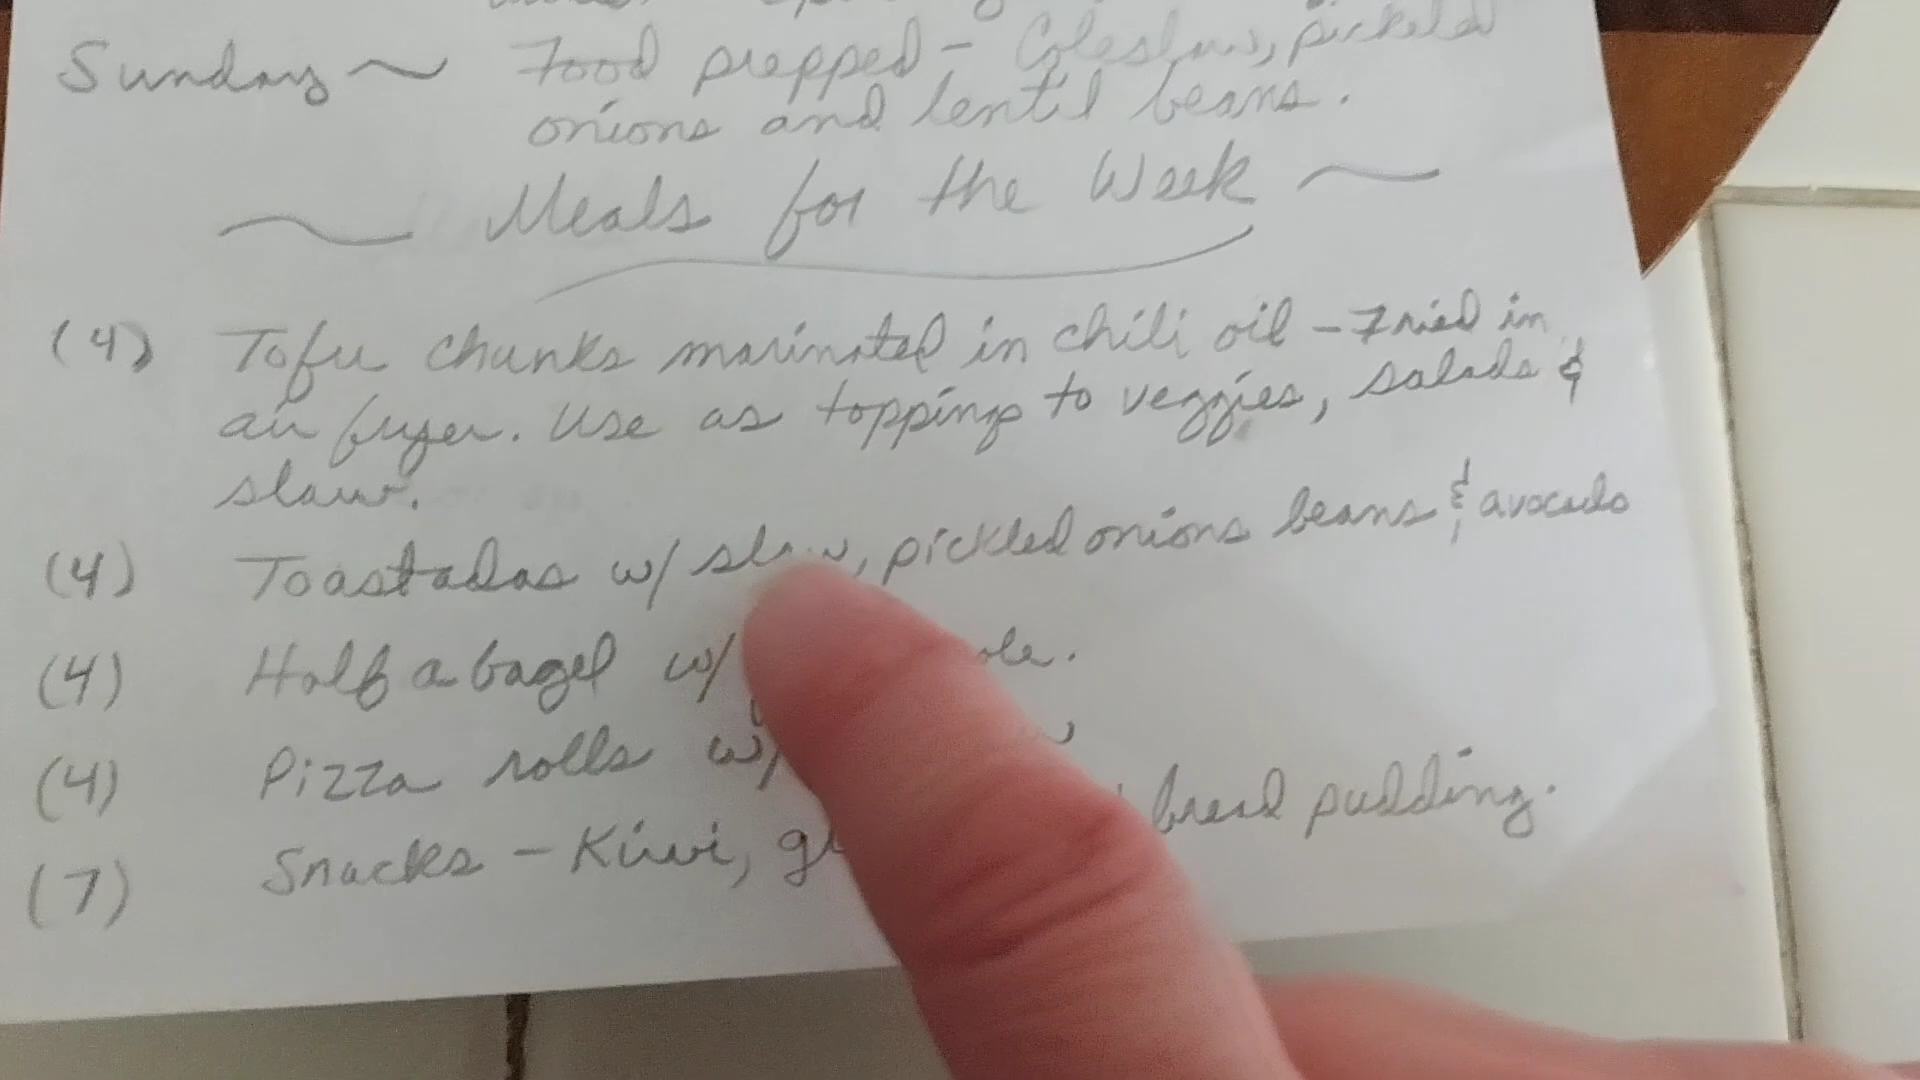 Sunday ~ Food prepped - Coleslaw, pickled
onions and lentil beans.
~ Meals for the Week ~
(4) Tofu chunks marinated in chili oil - Fried in
air fryer. Use as toppings to veggies, salads &
slaw.
(4) Toastadas w/ slaw, pickled onions beans & avocado
(4) Half a bagel w/
(4) Pizza rolls w/
(7) Snacks - Kiwi, bread pudding.